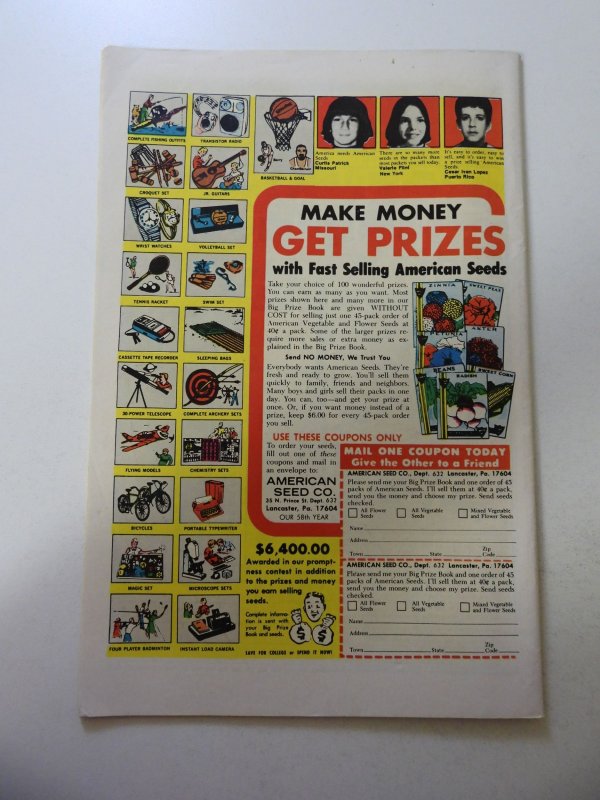 COMPLETE FISHING OUTFITS
TRANSISTOR RADIO
BASKETBALL & GOAL
America needs American
Seeds.
Curtis Patrick
Missouri
There are so many more
seeds in the packets than
most packets you sell today.
Valerie Flint
New York
It's easy to order, easy to
sell, and it's easy to win
a prize selling American
Seeds.
Cesar Ivan Lopez
Puerto Rico
CROQUET SET
JR. GUITARS
WRIST WATCHES
VOLLEYBALL SET
TENNIS RACKET
SWIM SET
CASSETTE TAPE RECORDER
SLEEPING BAGS
30-POWER TELESCOPE
COMPLETE ARCHERY SETS
FLYING MODELS
CHEMISTRY SETS
BICYCLES
PORTABLE TYPEWRITER
MAGIC SET
MICROSCOPE SETS
FOUR PLAYER BADMINTON
INSTANT LOAD CAMERA
MAKE MONEY
GET PRIZES
with Fast Selling American Seeds
Take your choice of 100 wonderful prizes.
You can earn as many as you want. Most
prizes shown here and many more in our
Big Prize Book are given WITHOUT
COST for selling just one 45-pack order of
American Vegetable and Flower Seeds at
40¢ a pack. Some of the larger prizes re-
quire more sales or extra money as ex-
plained in the Big Prize Book.
Send NO MONEY, We Trust You
Everybody wants American Seeds. They're
fresh and ready to grow. You'll sell them
quickly to family, friends and neighbors.
Many boys and girls sell their packs in one
day. You can, too—and get your prize at
once. Or, if you want money instead of a
prize, keep $6.00 for every 45-pack order
you sell.
ZINNIA
SWEET PEAS
ASTER
BEANS
RADISH
SWEET CORN
USE THESE COUPONS ONLY
To order your seeds,
fill out one of these
coupons and mail in
an envelope to:
AMERICAN
SEED CO.
35 N. Prince St. Dept. 632
Lancaster, Pa. 17604
OUR 58th YEAR
$6,400.00
Awarded in our prompt-
ness contest in addition
to the prizes and money
you earn selling
seeds.
Complete informa-
tion is sent with
your Big Prize
Book and seeds.
SAVE FOR COLLEGE or SPEND IT NOW!
$ $
MAIL ONE COUPON TODAY
Give the Other to a Friend
AMERICAN SEED CO., Dept. 632 Lancaster, Pa. 17604
Please send me your Big Prize Book and one order of 45
packs of American Seeds. I'll sell them at 40¢ a pack,
send you the money and choose my prize. Send seeds
checked.
All Flower Seeds
All Vegetable Seeds
Mixed Vegetable and Flower Seeds
Name
Address
Town State Zip Code
AMERICAN SEED CO., Dept. 632 Lancaster, Pa. 17604
Please send me your Big Prize Book and one order of 45
packs of American Seeds. I'll sell them at 40¢ a pack,
send you the money and choose my prize. Send seeds
checked.
All Flower Seeds
All Vegetable Seeds
Mixed Vegetable and Flower Seeds
Name
Address
Town State Zip Code